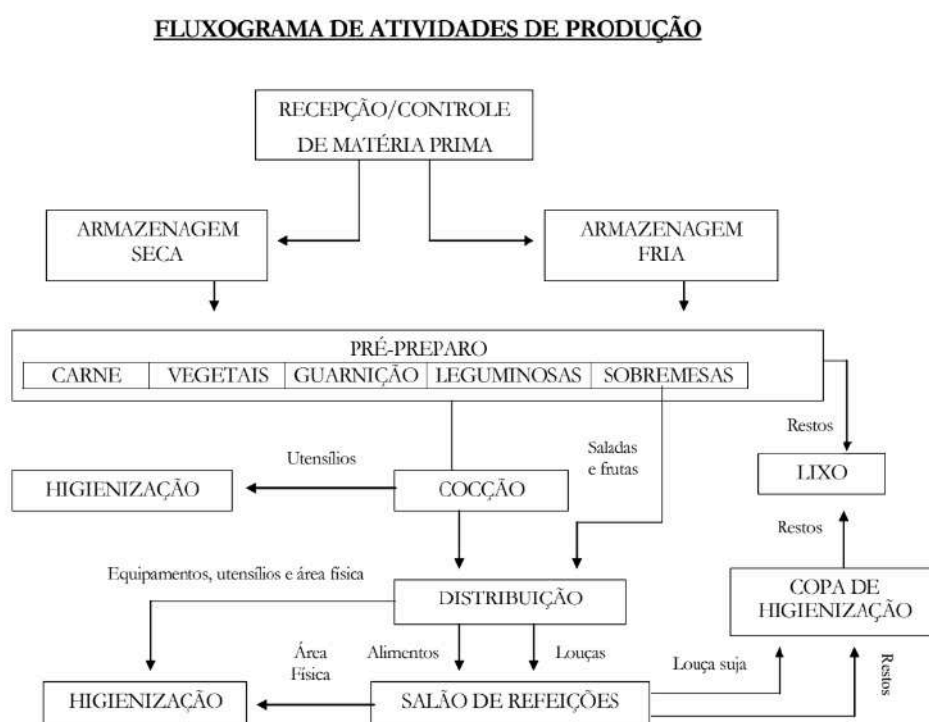 FLUXOGRAMA DE ATIVIDADES DE PRODUÇÃO
RECEPÇÃO/CONTROLE
DE MATÉRIA PRIMA
ARMAZENAGEM
SECA
ARMAZENAGEM
FRIA
PRÉ-PREPARO
CARNE
VEGETAIS
GUARNIÇÃO
LEGUMINOSAS
SOBREMESAS
Restos
Utensílios
Saladas
e frutas
HIGIENIZAÇÃO
COCÇÃO
LIXO
Restos
Equipamentos, utensílios e área física
DISTRIBUIÇÃO
COPA DE
HIGIENIZAÇÃO
Área
Física
Alimentos
Louças
Louça suja
Restos
HIGIENIZAÇÃO
SALÃO DE REFEIÇÕES